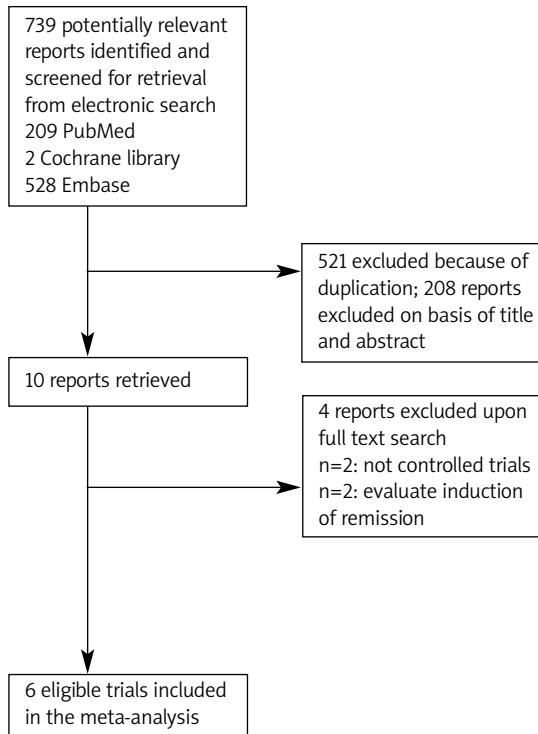 739 potentially relevant
reports identified and
screened for retrieval
from electronic search
209 PubMed
2 Cochrane library
528 Embase
521 excluded because of
duplication; 208 reports
excluded on basis of title
and abstract
10 reports retrieved
4 reports excluded upon
full text search
n=2: not controlled trials
n=2: evaluate induction
of remission
6 eligible trials included
in the meta-analysis